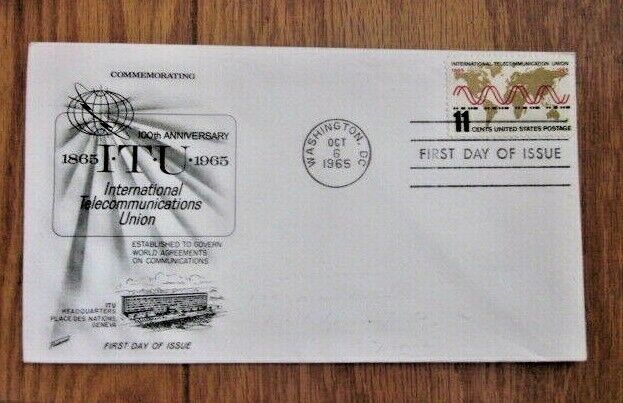 COMMEMORATING
100th ANNIVERSARY
1865 I·T·U·1965
International
Telecommunications
Union
ESTABLISHED TO GOVERN
WORLD AGREEMENTS
ON COMMUNICATIONS
ITU
HEADQUARTERS
PLACE DES NATIONS,
GENEVA
FIRST DAY OF ISSUE
WASHINGTON, DC
OCT
6
1965
INTERNATIONAL TELECOMMUNICATION UNION
11 CENTS UNITED STATES POSTAGE
FIRST DAY OF ISSUE